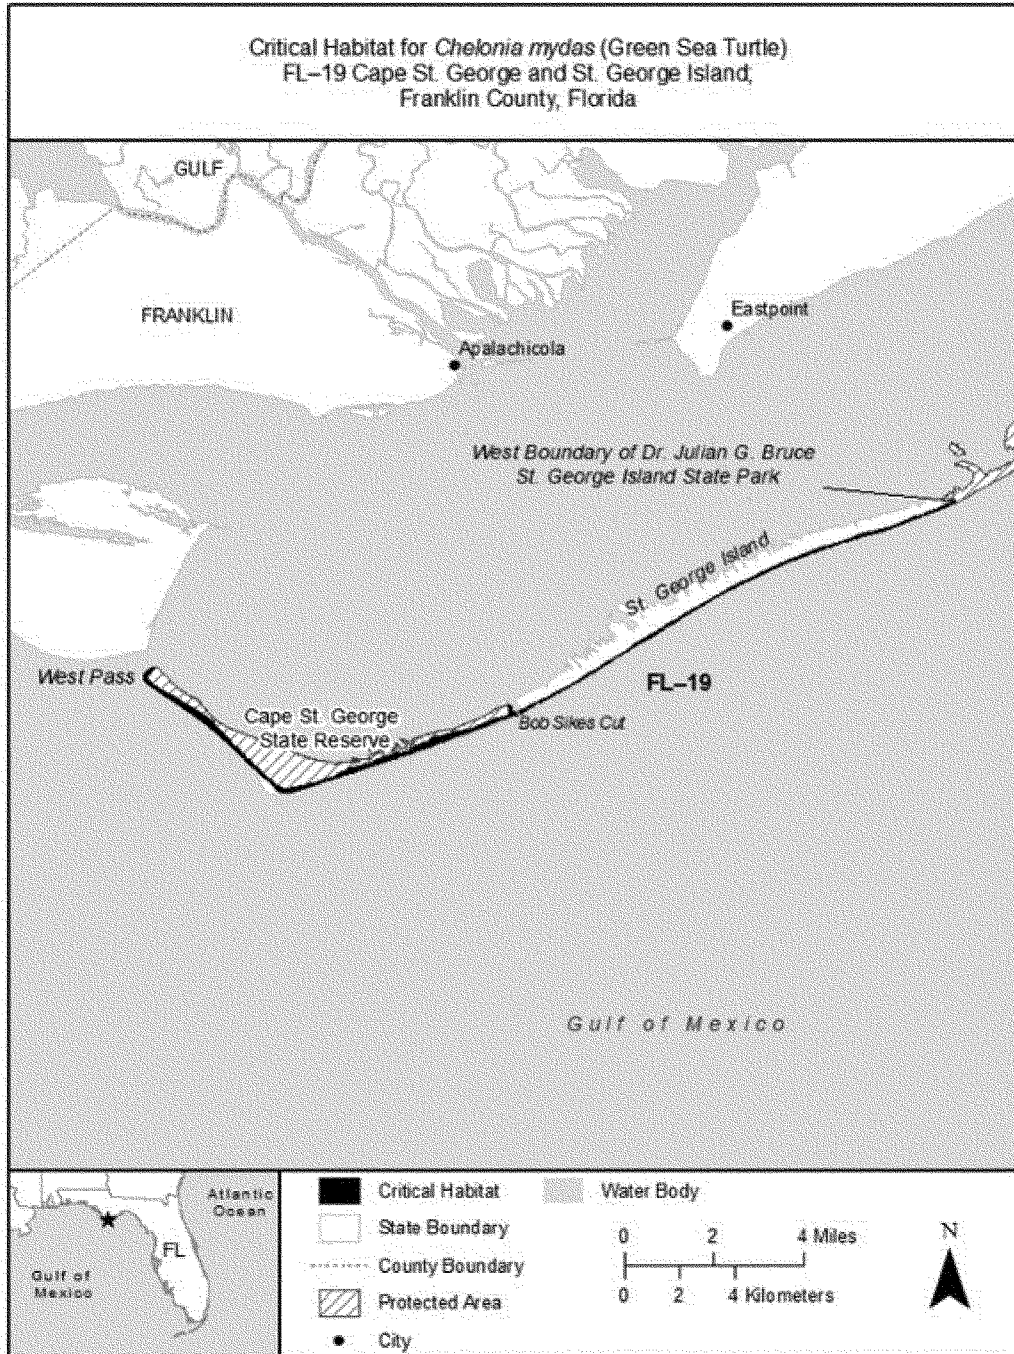 Critical Habitat for Chelonia mydas (Green Sea Turtle)
FL–19 Cape St. George and St. George Island;
Franklin County, Florida
GULF
FRANKLIN
Eastpoint
Apalachicola
West Boundary of Dr. Julian G. Bruce
St. George Island State Park
St. George Island
West Pass
FL–19
Cape St. George
State Reserve
Bob Sikes Cut
Gulf of Mexico
Atlantic
Ocean
FL
Gulf of
Mexico
Critical Habitat
Water Body
State Boundary
County Boundary
Protected Area
City
0 2 4 Miles
0 2 4 Kilometers
N